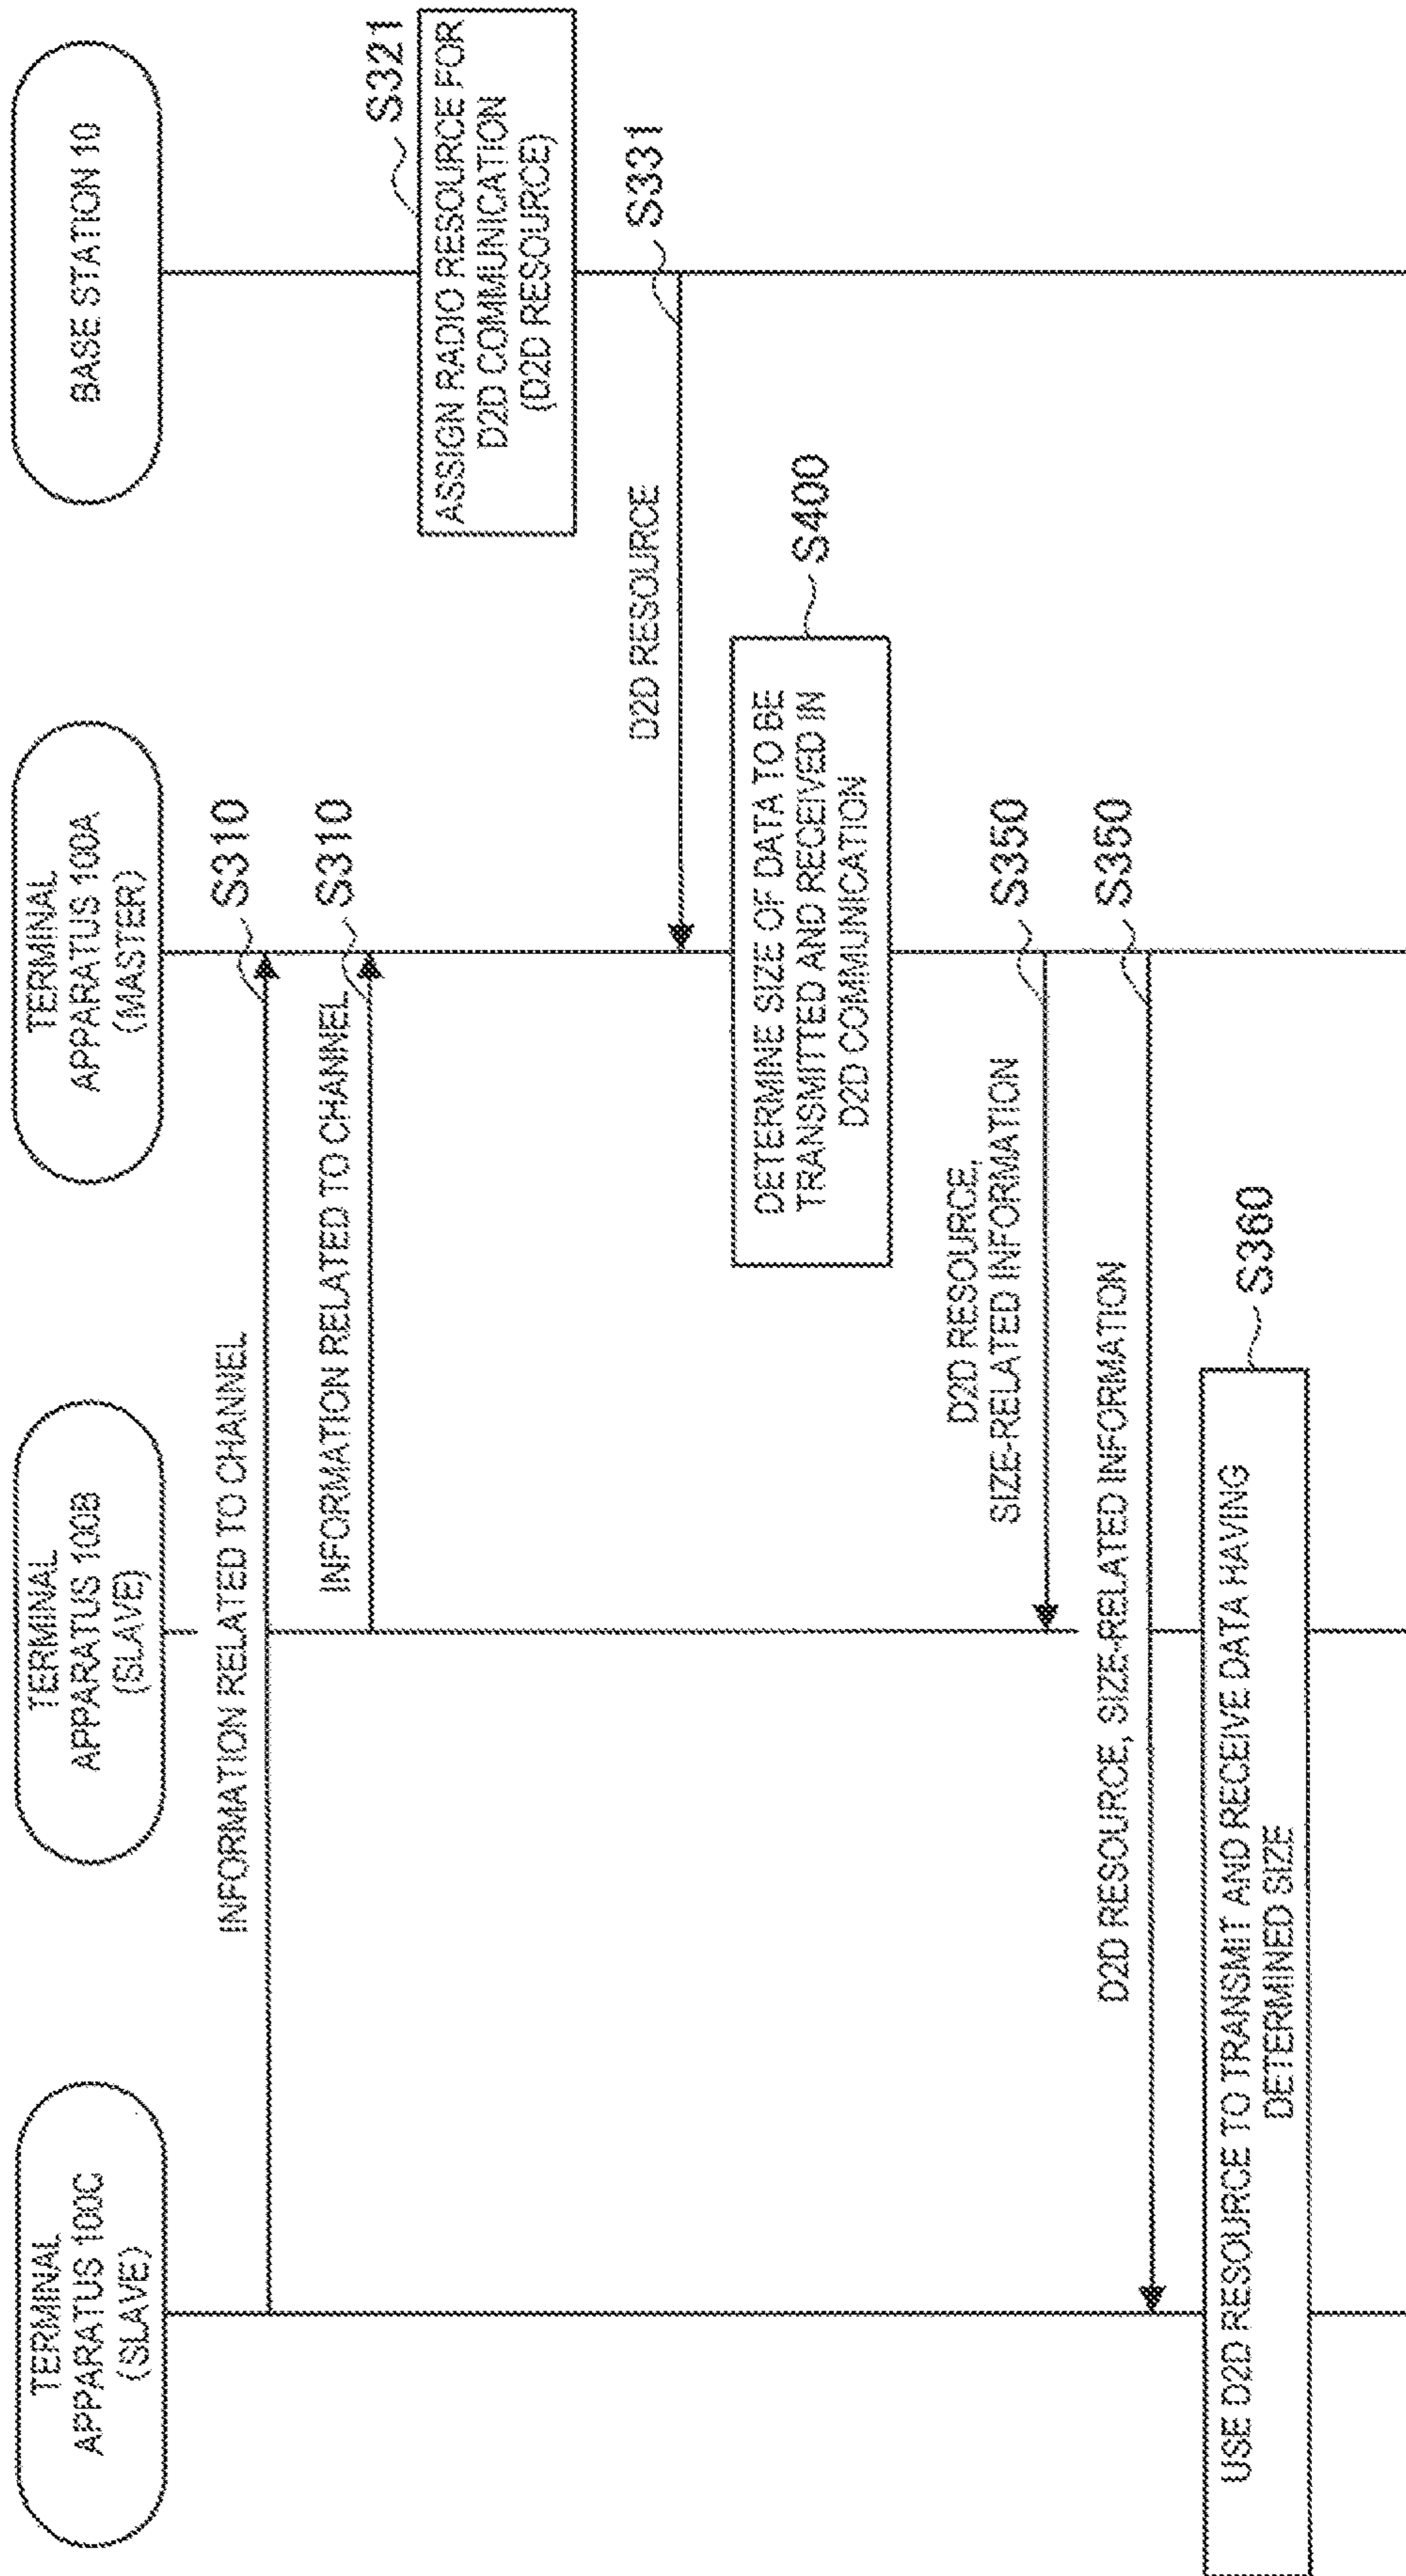 TERMINAL
APPARATUS 100C
(SLAVE)
TERMINAL
APPARATUS 100B
(SLAVE)
TERMINAL
APPARATUS 100A
(MASTER)
BASE STATION 10
INFORMATION RELATED TO CHANNEL
S310
INFORMATION RELATED TO CHANNEL
S310
S321
ASSIGN RADIO RESOURCE FOR
D2D COMMUNICATION
(D2D RESOURCE)
D2D RESOURCE
S331
DETERMINE SIZE OF DATA TO BE
TRANSMITTED AND RECEIVED IN
D2D COMMUNICATION
S400
D2D RESOURCE,
SIZE-RELATED INFORMATION
S350
D2D RESOURCE, SIZE-RELATED INFORMATION
S350
USE D2D RESOURCE TO TRANSMIT AND RECEIVE DATA HAVING
DETERMINED SIZE
S360